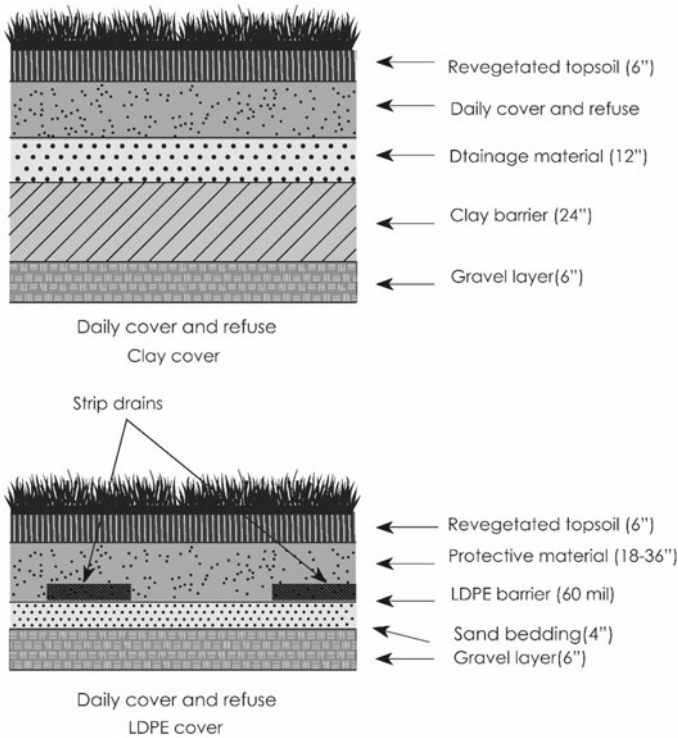 Revegetated topsoil (6”)
Daily cover and refuse
Dtainage material (12”)
Clay barrier (24”)
Gravel layer(6”)
Daily cover and refuse
Clay cover
Strip drains
Revegetated topsoil (6”)
Protective material (18-36”)
LDPE barrier (60 mil)
Sand bedding(4”)
Gravel layer(6”)
Daily cover and refuse
LDPE cover